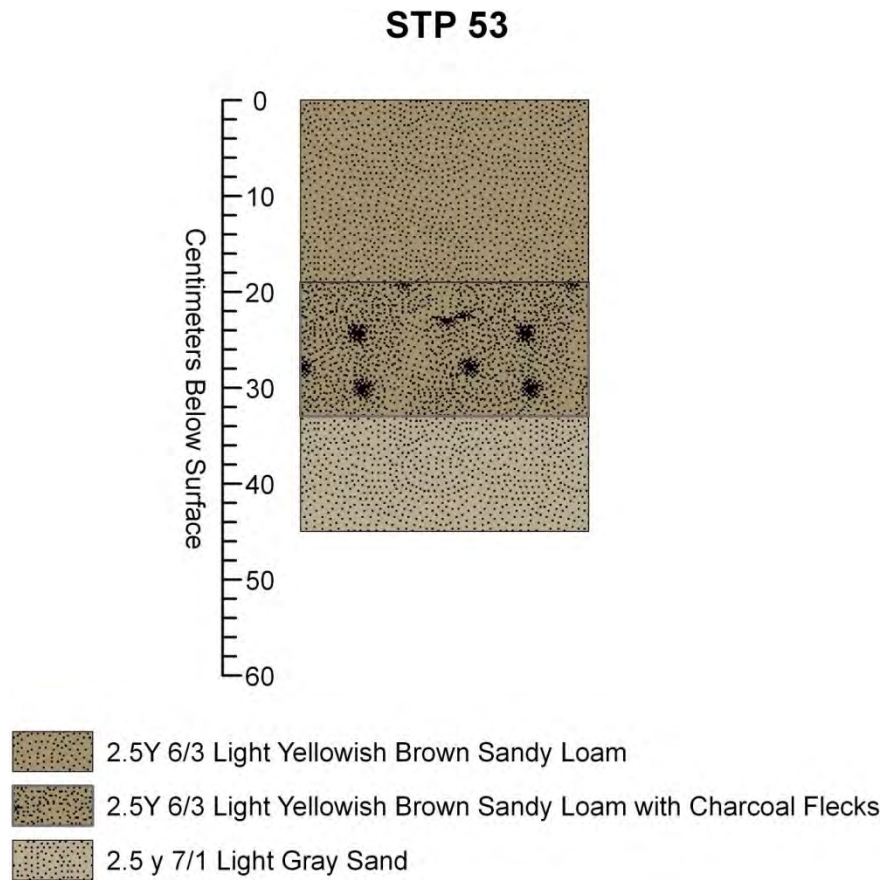 STP 53
Centimeters Below Surface
0
10
20
30
40
50
60
2.5Y 6/3 Light Yellowish Brown Sandy Loam
2.5Y 6/3 Light Yellowish Brown Sandy Loam with Charcoal Flecks
2.5 y 7/1 Light Gray Sand